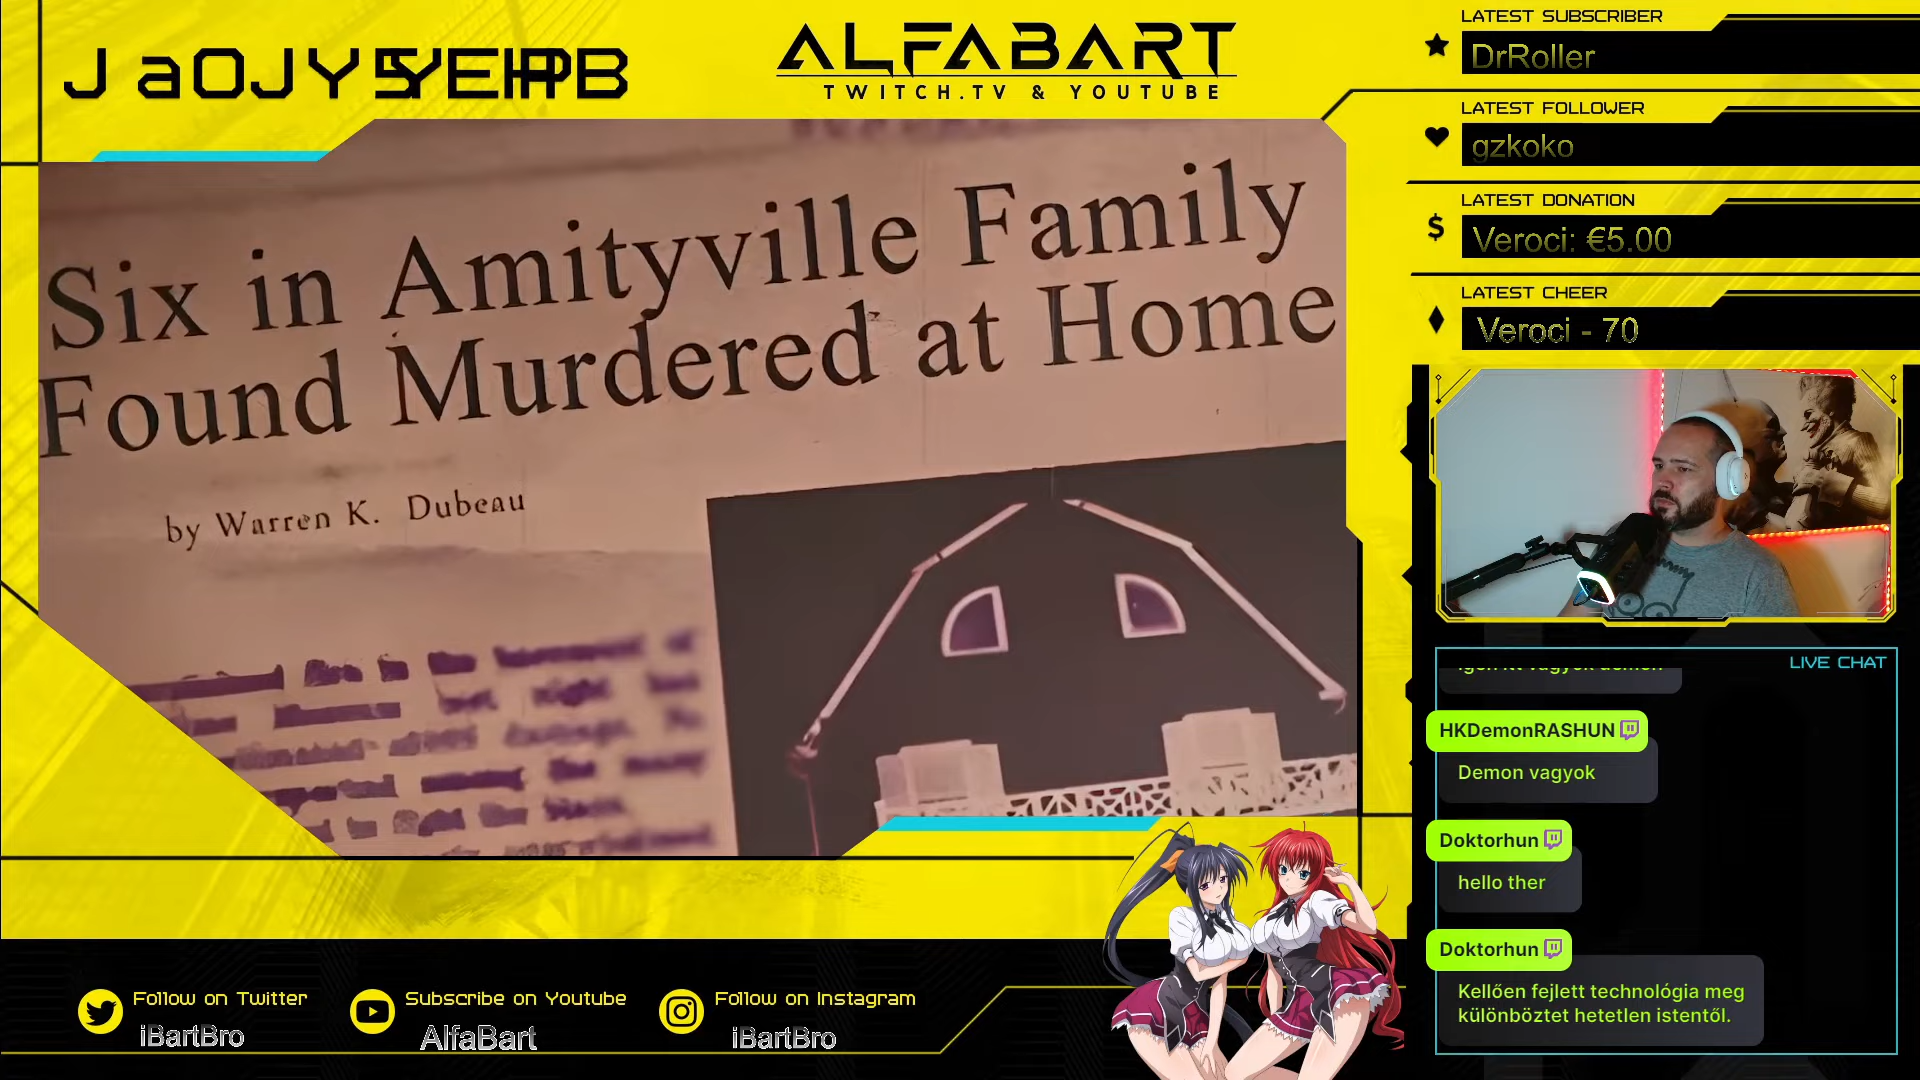 ALFABART
TWITCH.TV & YOUTUBE
Six in Amityville Family
Found Murdered at Home
by Warren K. Dubeau
LATEST SUBSCRIBER
DrRoller
LATEST FOLLOWER
gzkoko
LATEST DONATION
Veroci: €5.00
LATEST CHEER
Veroci - 70
LIVE CHAT
HKDemonRASHUN
Demon vagyok
Doktorhun
hello ther
Doktorhun
Kellően fejlett technológia meg
különböztet hetetlen istentől.
Follow on Twitter
iBartBro
Subscribe on Youtube
AlfaBart
Follow on Instagram
iBartBro